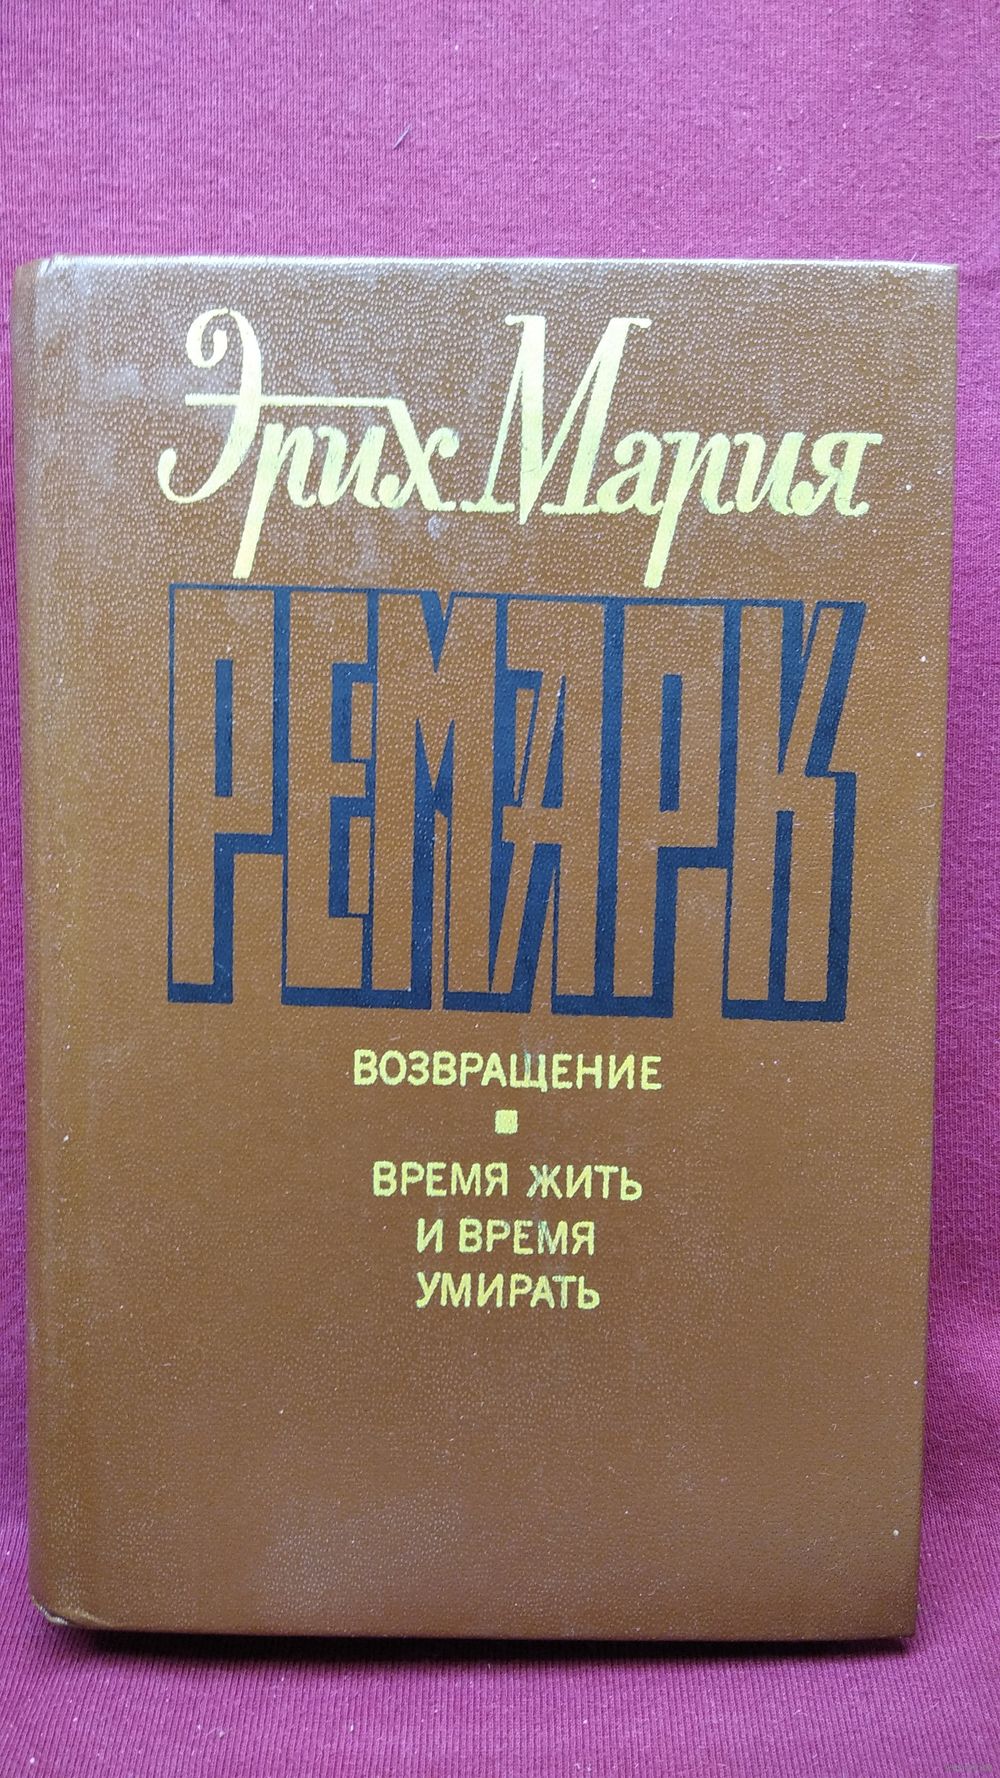 Эрих Мария
РЕМАРК
ВОЗВРАЩЕНИЕ
ВРЕМЯ ЖИТЬ
И ВРЕМЯ
УМИРАТЬ